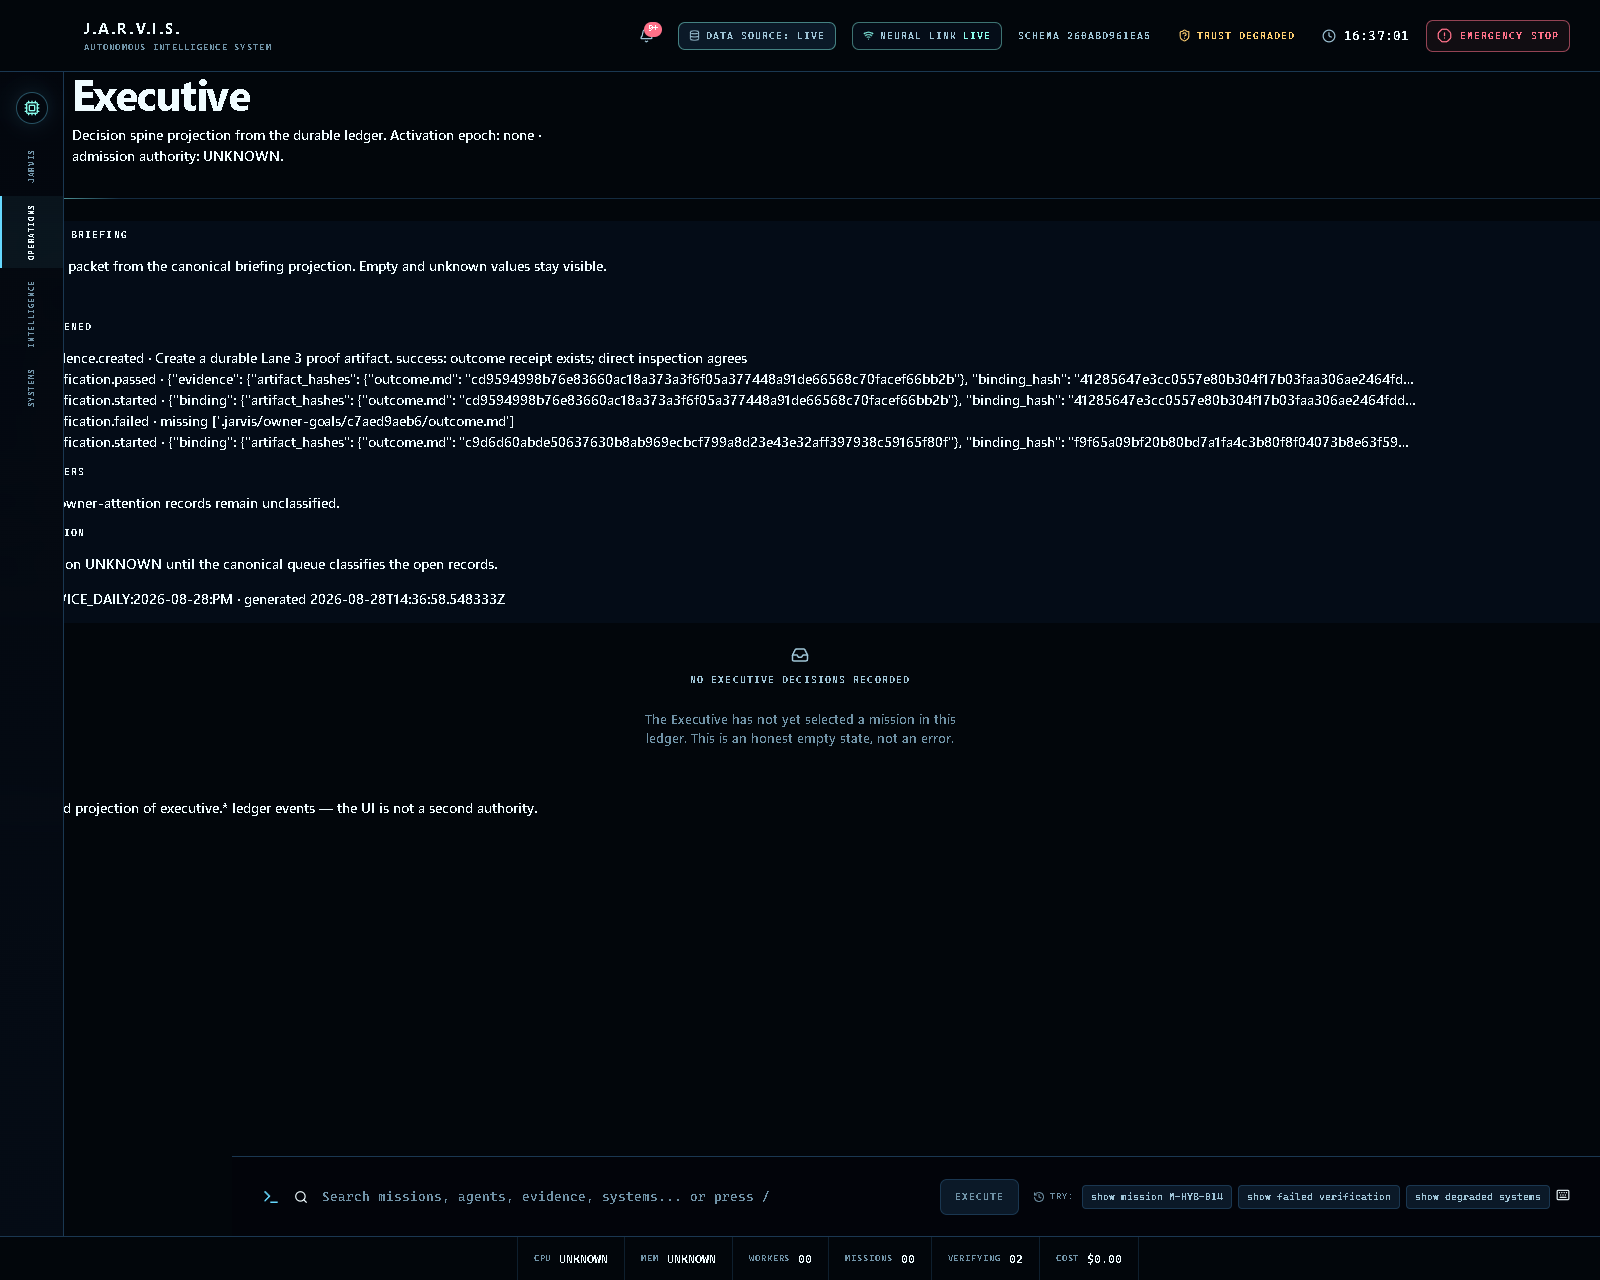 J.A.R.V.I.S.
AUTONOMOUS INTELLIGENCE SYSTEM
9+
DATA SOURCE: LIVE
NEURAL LINK LIVE
SCHEMA 260ABD961EA5
TRUST DEGRADED
16:37:01
EMERGENCY STOP
JARVIS
OPERATIONS
INTELLIGENCE
SYSTEMS
Executive
Decision spine projection from the durable ledger. Activation epoch: none ·
admission authority: UNKNOWN.
BRIEFING
packet from the canonical briefing projection. Empty and unknown values stay visible.
ENED
lence.created · Create a durable Lane 3 proof artifact. success: outcome receipt exists; direct inspection agrees
fication.passed · {"evidence": {"artifact_hashes": {"outcome.md": "cd9594998b76e83660ac18a373a3f6f05a377448a91de66568c70facef66bb2b"}, "binding_hash": "41285647e3cc0557e80b304f17b03faa306ae2464fd...
fication.started · {"binding": {"artifact_hashes": {"outcome.md": "cd9594998b76e83660ac18a373a3f6f05a377448a91de66568c70facef66bb2b"}, "binding_hash": "41285647e3cc0557e80b304f17b03faa306ae2464fdd...
fication.failed · missing ['.jarvis/owner-goals/c7aed9aeb6/outcome.md']
fication.started · {"binding": {"artifact_hashes": {"outcome.md": "c9d6d60abde50637630b8ab969ecbcf799a8d23e43e32aff397938c59165f80f"}, "binding_hash": "f9f65a09bf20b80bd7a1fa4c3b80f8f04073b8e63f59...
ERS
owner-attention records remain unclassified.
ION
on UNKNOWN until the canonical queue classifies the open records.
VICE_DAILY:2026-08-28:PM · generated 2026-08-28T14:36:58.548333Z
NO EXECUTIVE DECISIONS RECORDED
The Executive has not yet selected a mission in this
ledger. This is an honest empty state, not an error.
d projection of executive.* ledger events — the UI is not a second authority.
Search missions, agents, evidence, systems... or press /
EXECUTE
TRY:
show mission M-HYB-014
show failed verification
show degraded systems
CPU UNKNOWN
MEM UNKNOWN
WORKERS 00
MISSIONS 00
VERIFYING 02
COST $0.00